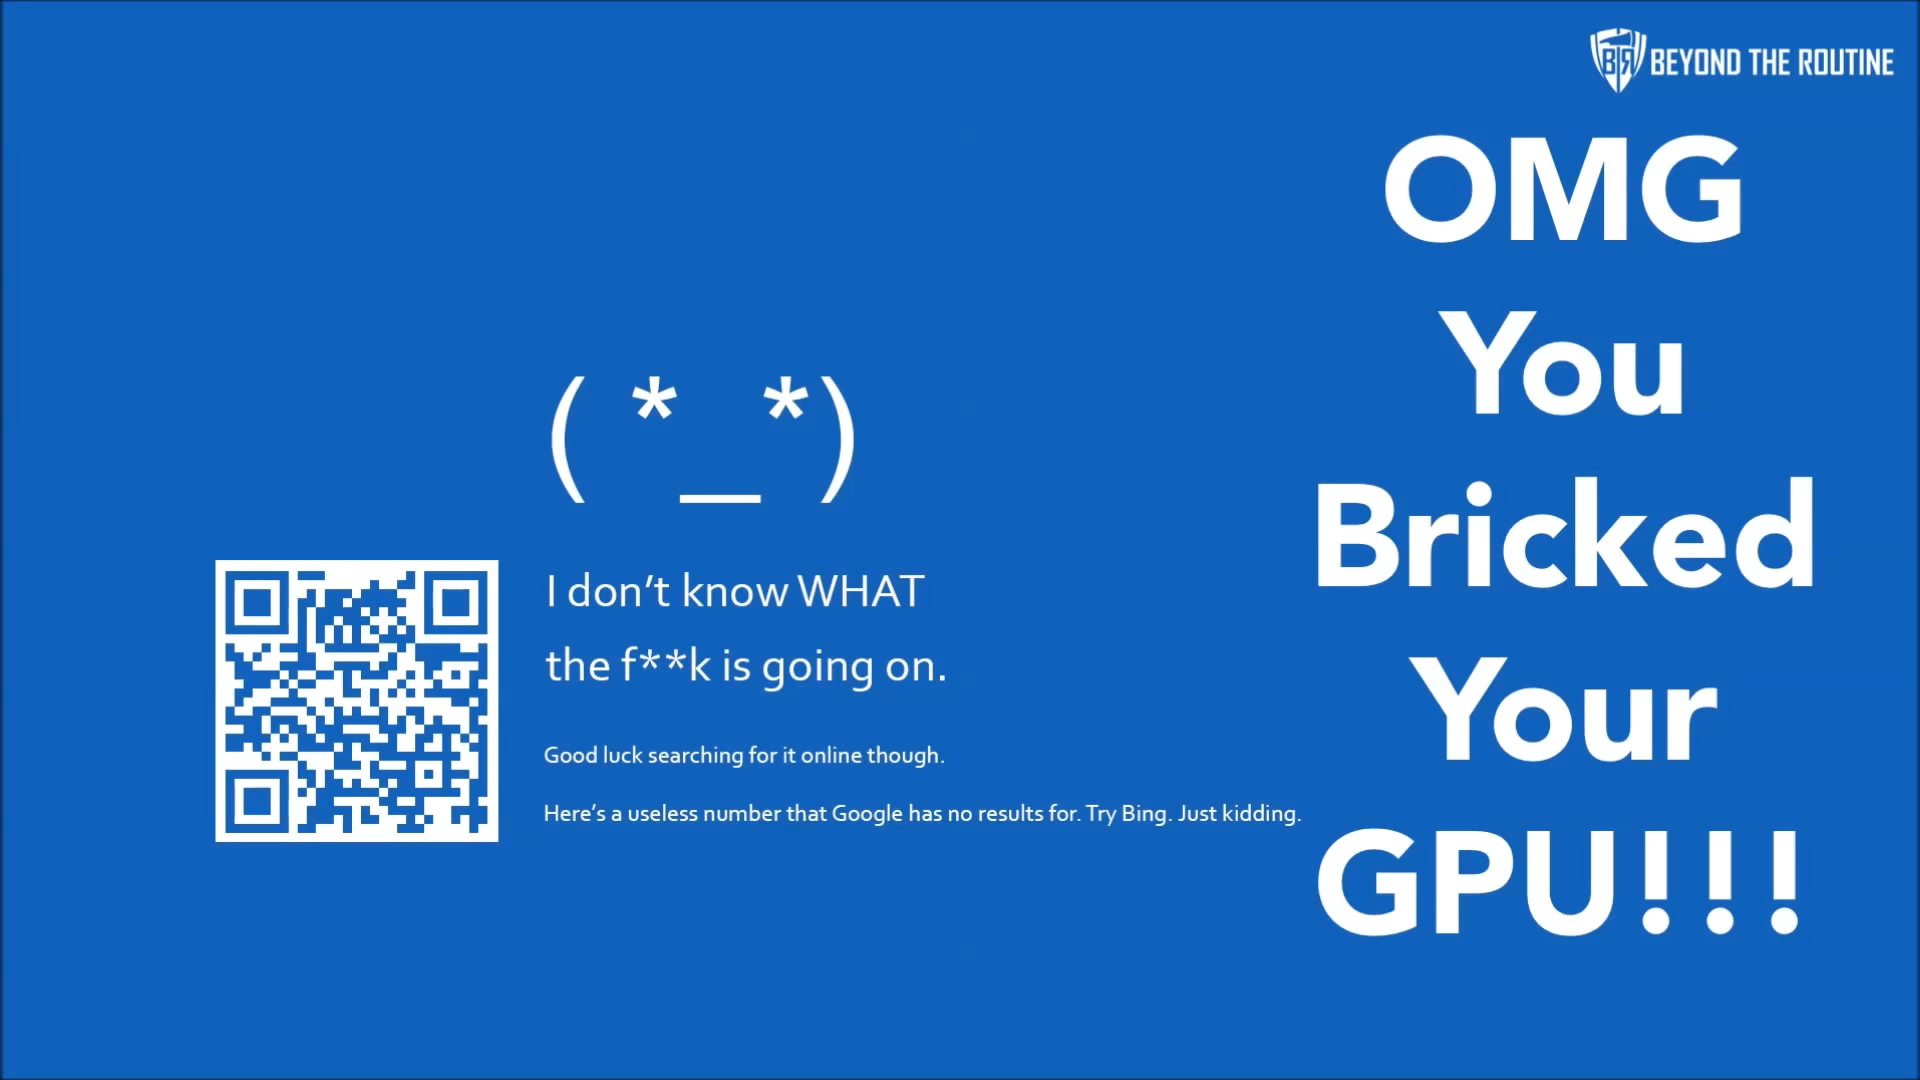 BTR BEYOND THE ROUTINE
OMG
You
Bricked
Your
GPU!!!
( *_*)
I don’t know WHAT
the f**k is going on.
Good luck searching for it online though.
Here’s a useless number that Google has no results for. Try Bing. Just kidding.